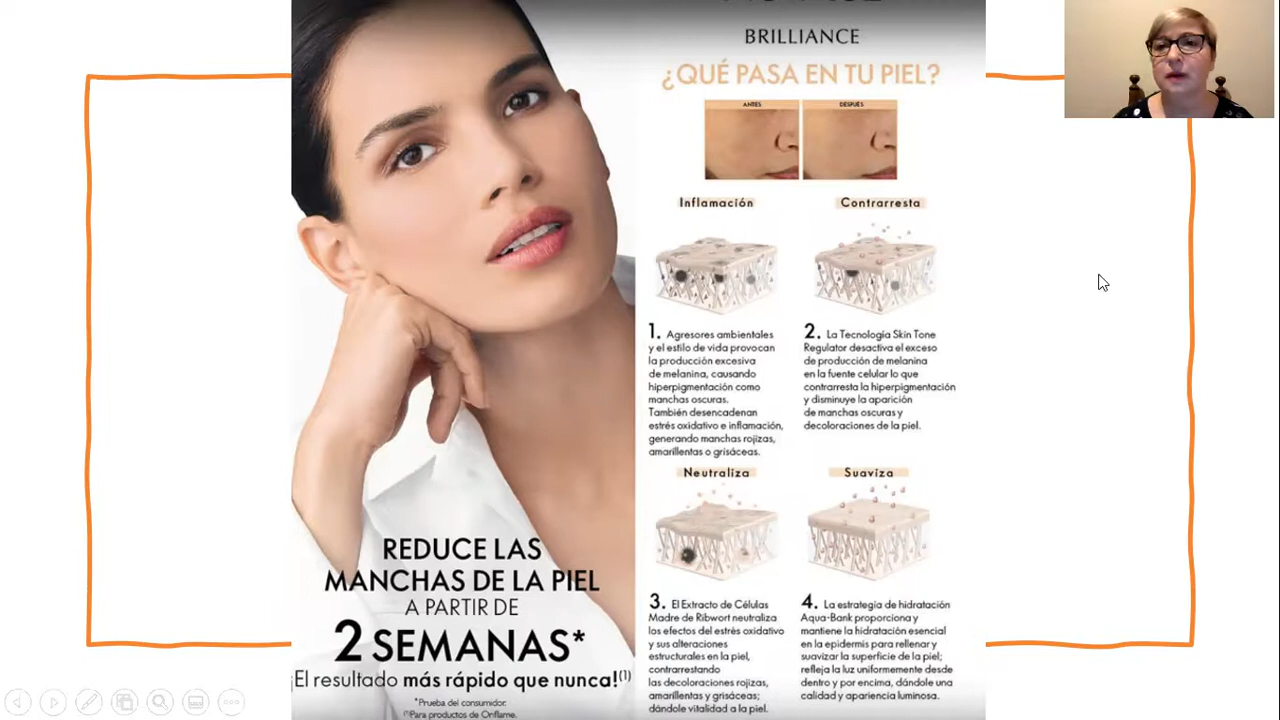 BRILLIANCE
¿QUÉ PASA EN TU PIEL?
ANTES
DESPUÉS
Inflamación
1. Agresores ambientales
y el estilo de vida provocan
la producción excesiva
de melanina, causando
hiperpigmentación como
manchas oscuras.
También desencadenan
estrés oxidativo e inflamación,
generando manchas rojizas,
amarillentas o grisáceas.
Contrarresta
2. La Tecnología Skin Tone
Regulator desactiva el exceso
de producción de melanina
en la fuente celular lo que
contrarresta la hiperpigmentación
y disminuye la aparición
de manchas oscuras y
decoloraciones de la piel.
Neutraliza
3. El Extracto de Células
Madre de Ribwort neutraliza
los efectos del estrés oxidativo
y sus alteraciones
estructurales en la piel,
contrarrestando
las decoloraciones rojizas,
amarillentas y grisáceas;
dándole vitalidad a la piel.
Suaviza
4. La estrategia de hidratación
Aqua-Bank proporciona y
mantiene la hidratación esencial
en la epidermis para rellenar y
suavizar la superficie de la piel;
refleja la luz uniformemente desde
dentro y por encima, dándole una
calidad y apariencia luminosa.
REDUCE LAS
MANCHAS DE LA PIEL
A PARTIR DE
2 SEMANAS*
¡El resultado más rápido que nunca!(1)
*Prueba del consumidor.
(1)Para productos de Oriflame.